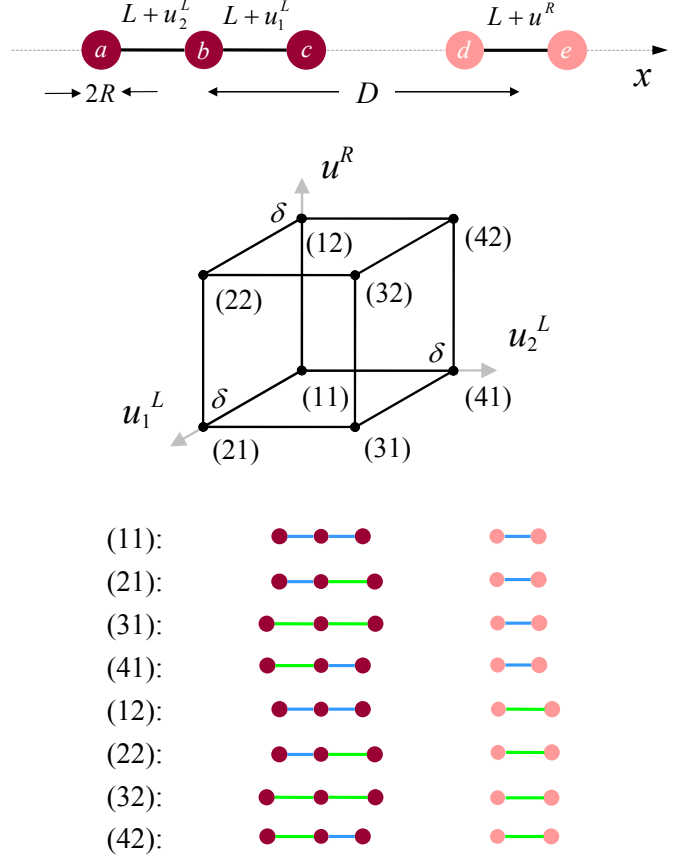 L + u₂ᴸ L + u₁ᴸ L + uᴿ
a b c d e
x
2R D
uᴿ
δ
(12) (42)
(22) (32)
u₂ᴸ
δ
δ (11) (41)
u₁ᴸ
(21) (31)
(11):
(21):
(31):
(41):
(12):
(22):
(32):
(42):